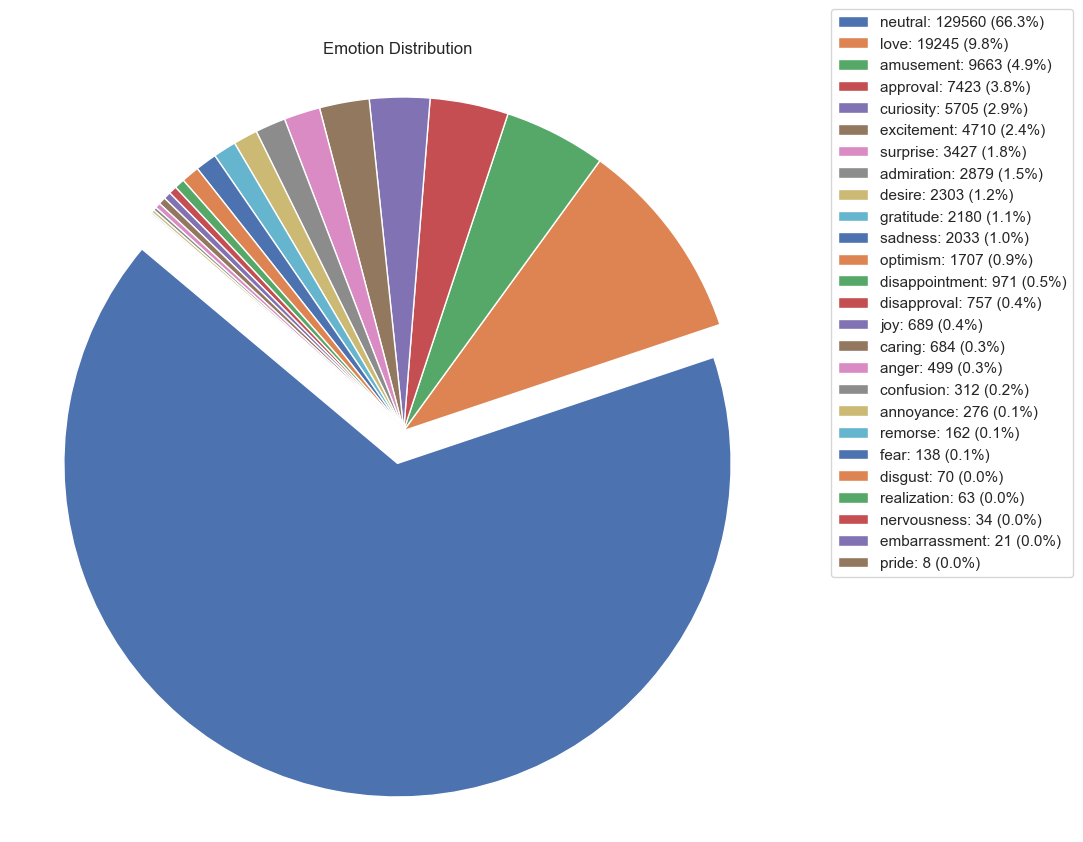 Emotion Distribution
neutral: 129560 (66.3%)
love: 19245 (9.8%)
amusement: 9663 (4.9%)
approval: 7423 (3.8%)
curiosity: 5705 (2.9%)
excitement: 4710 (2.4%)
surprise: 3427 (1.8%)
admiration: 2879 (1.5%)
desire: 2303 (1.2%)
gratitude: 2180 (1.1%)
sadness: 2033 (1.0%)
optimism: 1707 (0.9%)
disappointment: 971 (0.5%)
disapproval: 757 (0.4%)
joy: 689 (0.4%)
caring: 684 (0.3%)
anger: 499 (0.3%)
confusion: 312 (0.2%)
annoyance: 276 (0.1%)
remorse: 162 (0.1%)
fear: 138 (0.1%)
disgust: 70 (0.0%)
realization: 63 (0.0%)
nervousness: 34 (0.0%)
embarrassment: 21 (0.0%)
pride: 8 (0.0%)